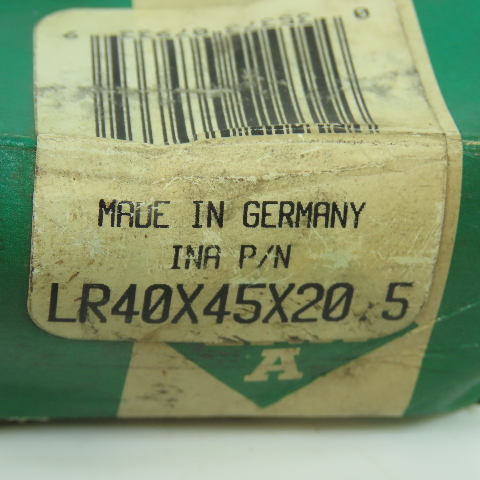 MADE IN GERMANY
INA P/N
LR40X45X20.5
A